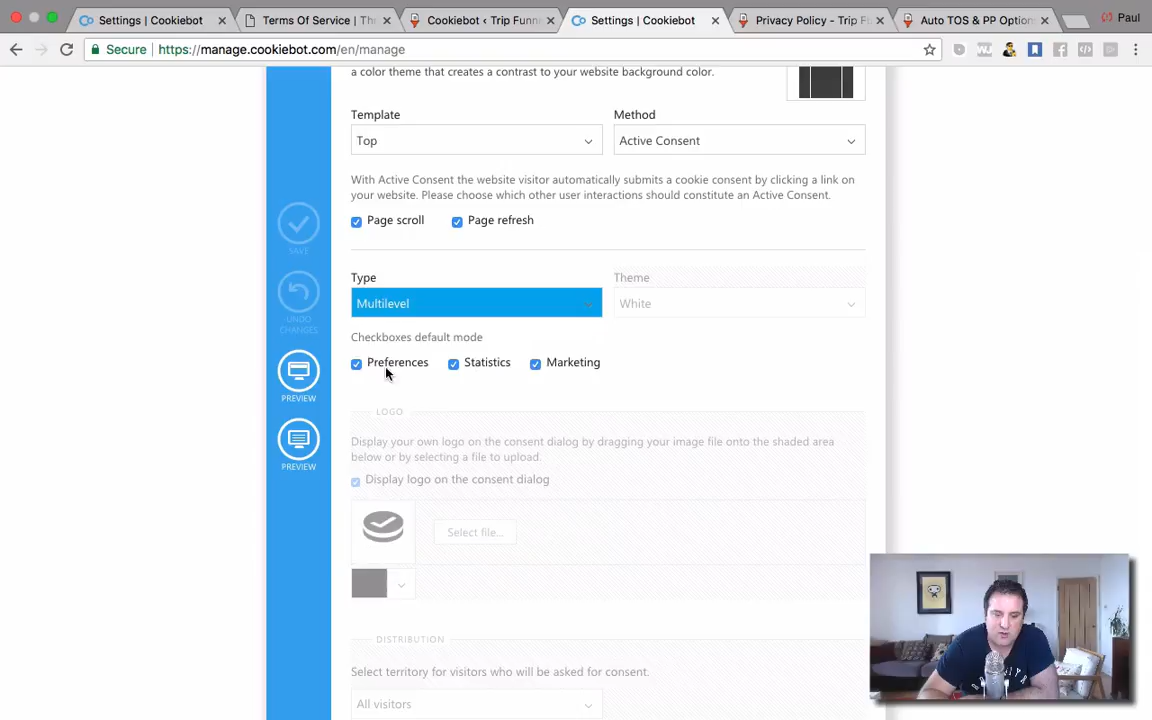 Settings | Cookiebot
Terms Of Service | Th
Cookiebot ‹ Trip Funni
Settings | Cookiebot
Privacy Policy - Trip F
Auto TOS & PP Option
Paul
Secure
https://manage.cookiebot.com/en/manage
a color theme that creates a contrast to your website background color.
Template
Method
Top
Active Consent
With Active Consent the website visitor automatically submits a cookie consent by clicking a link on
your website. Please choose which other user interactions should constitute an Active Consent.
Page scroll
Page refresh
SAVE
UNDO
CHANGES
PREVIEW
PREVIEW
Type
Theme
Multilevel
White
Checkboxes default mode
Preferences
Statistics
Marketing
LOGO
Display your own logo on the consent dialog by dragging your image file onto the shaded area
below or by selecting a file to upload.
Display logo on the consent dialog
Select file...
DISTRIBUTION
Select territory for visitors who will be asked for consent.
All visitors